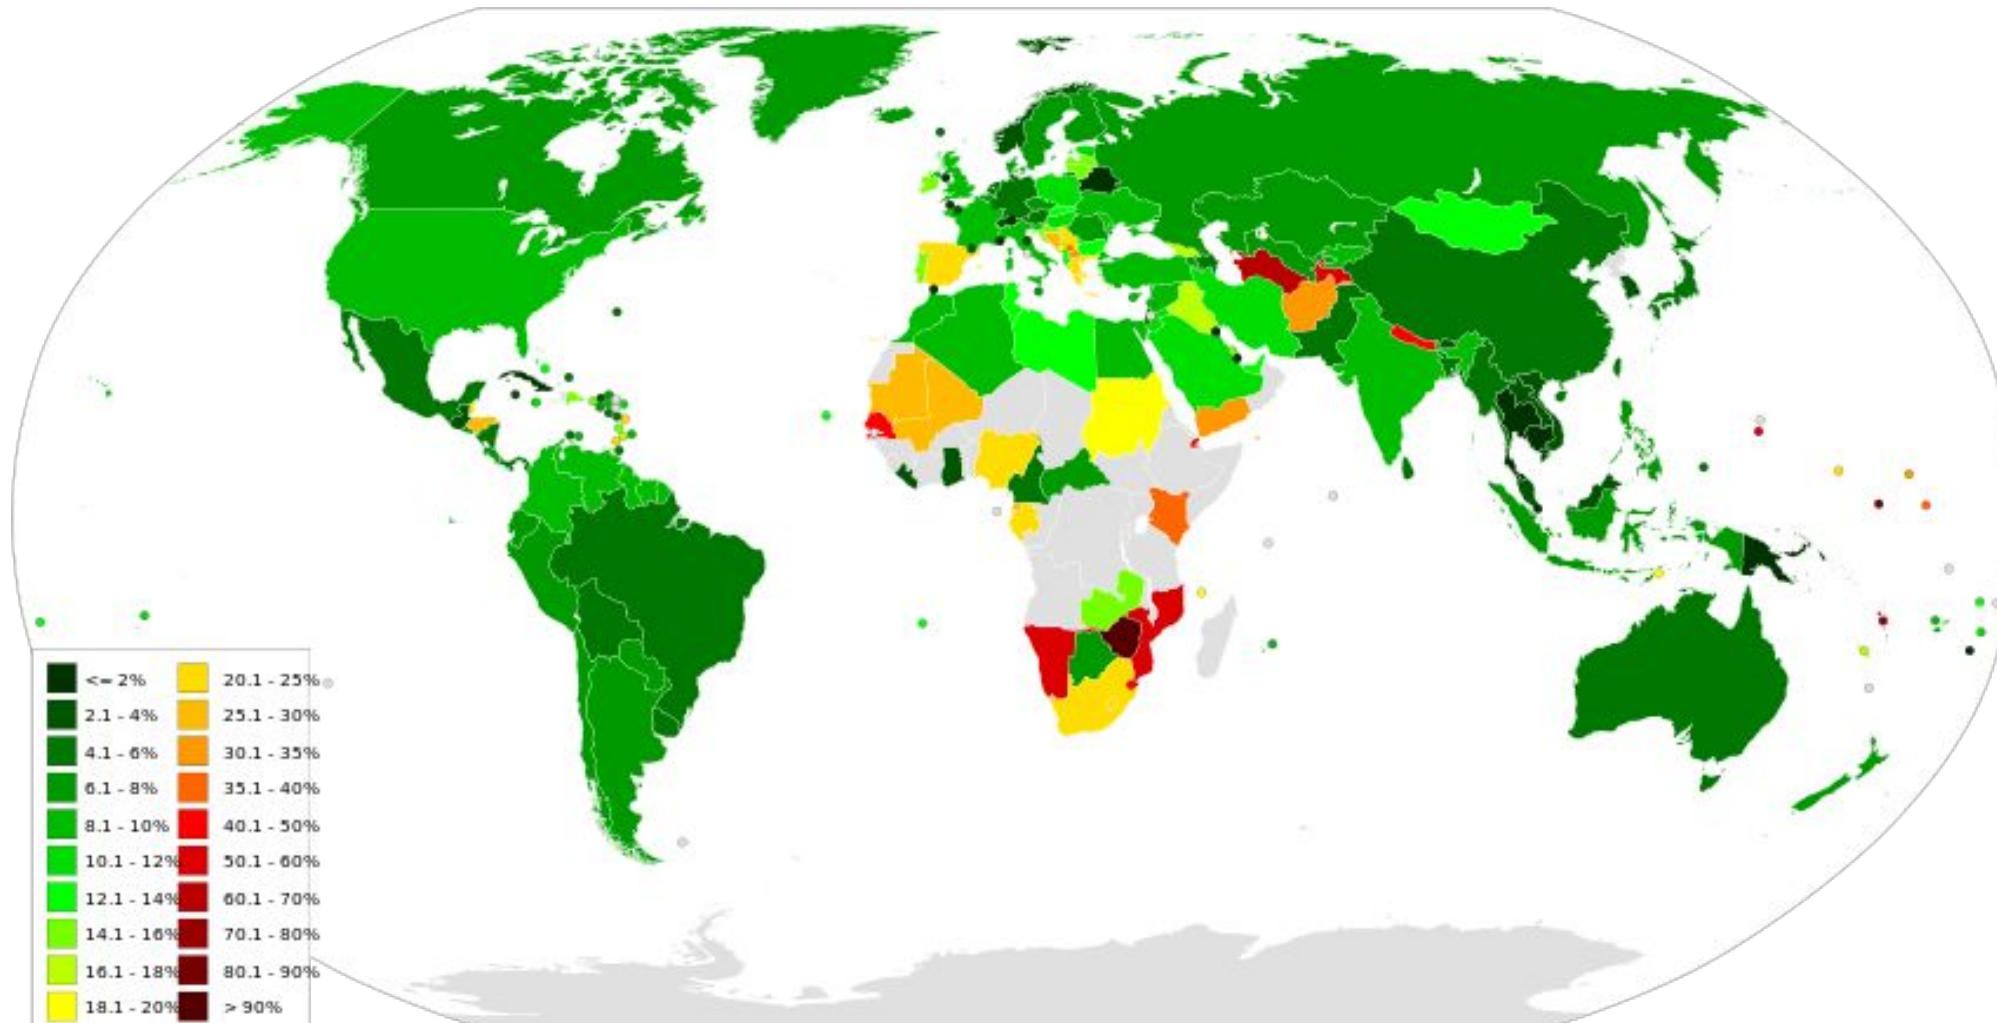 <= 2%
2.1 - 4%
4.1 - 6%
6.1 - 8%
8.1 - 10%
10.1 - 12%
12.1 - 14%
14.1 - 16%
16.1 - 18%
18.1 - 20%
20.1 - 25%
25.1 - 30%
30.1 - 35%
35.1 - 40%
40.1 - 50%
50.1 - 60%
60.1 - 70%
70.1 - 80%
80.1 - 90%
> 90%